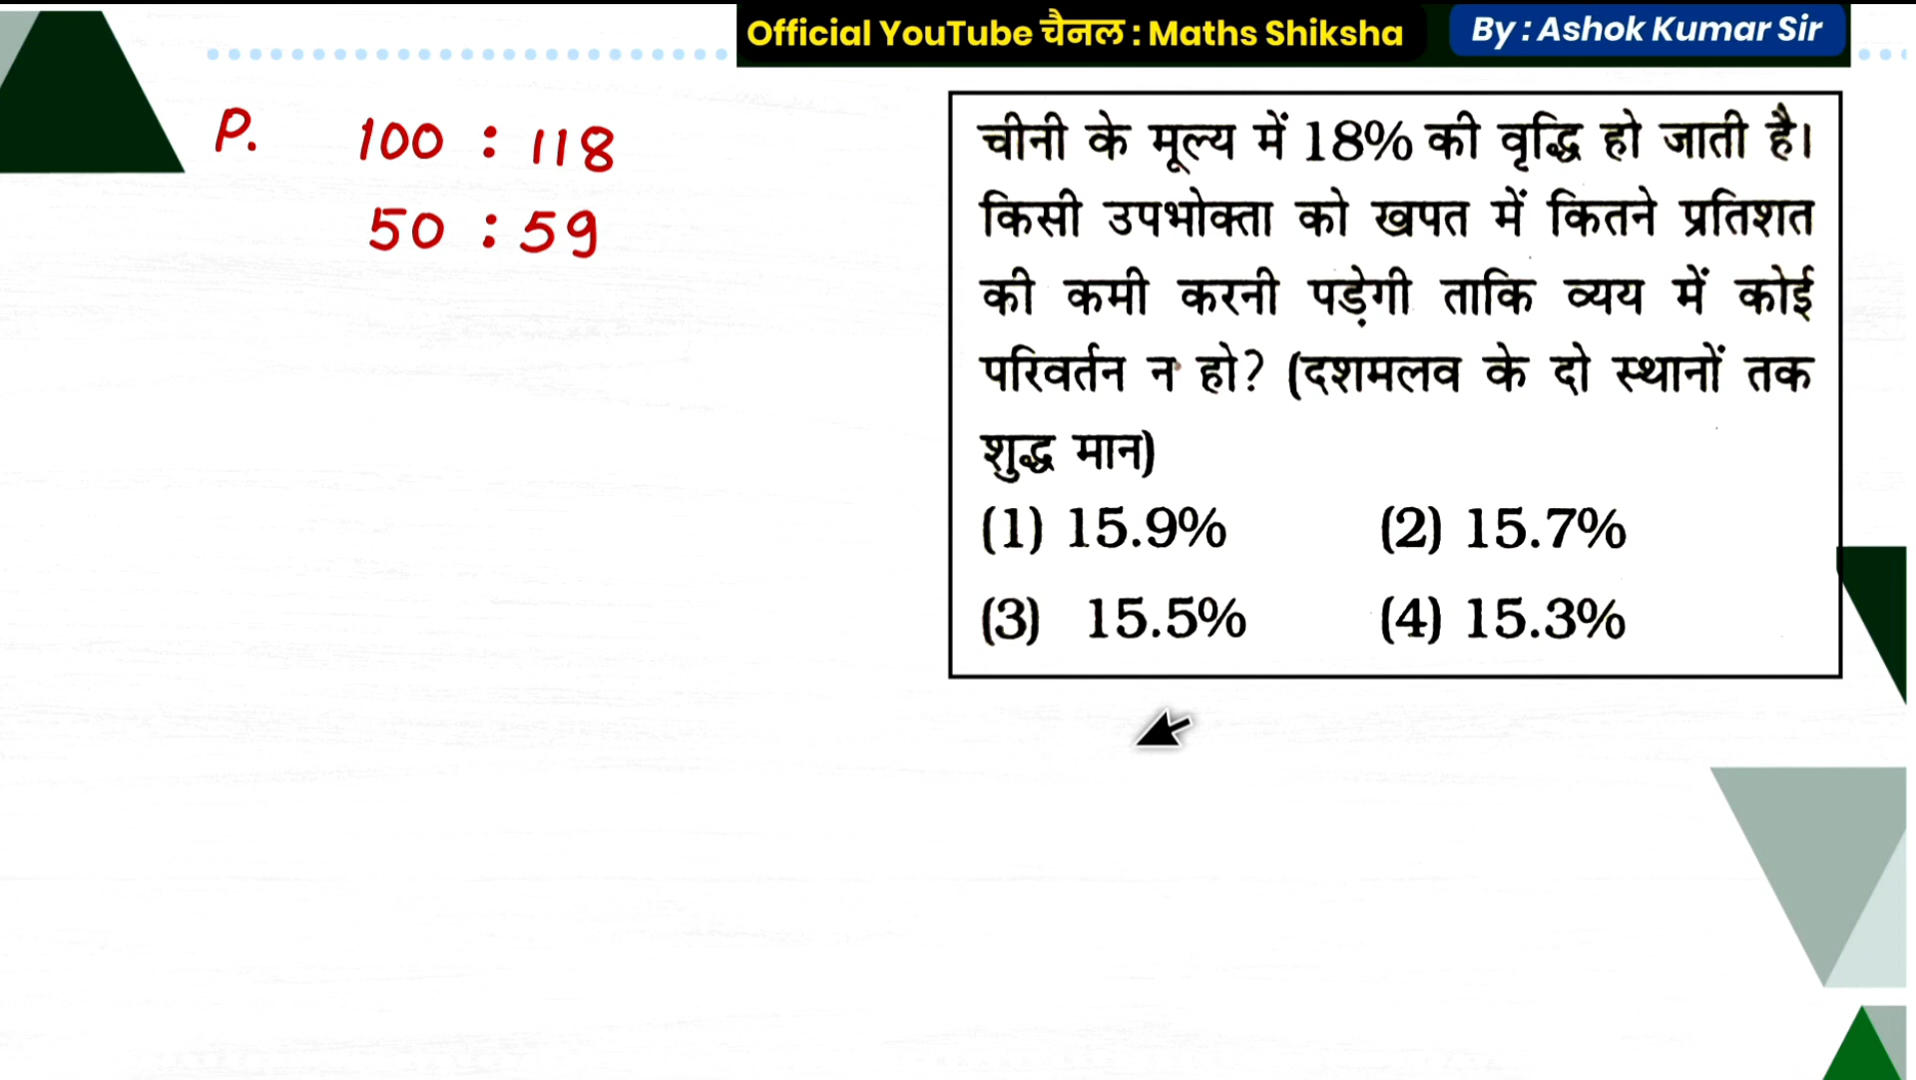 Official YouTube चैनल : Maths Shiksha
By : Ashok Kumar Sir
P. 100 : 118
50 : 59
चीनी के मूल्य में 18% की वृद्धि हो जाती है।
किसी उपभोक्ता को खपत में कितने प्रतिशत
की कमी करनी पड़ेगी ताकि व्यय में कोई
परिवर्तन न हो? (दशमलव के दो स्थानों तक
शुद्ध मान)
(1) 15.9% (2) 15.7%
(3) 15.5% (4) 15.3%